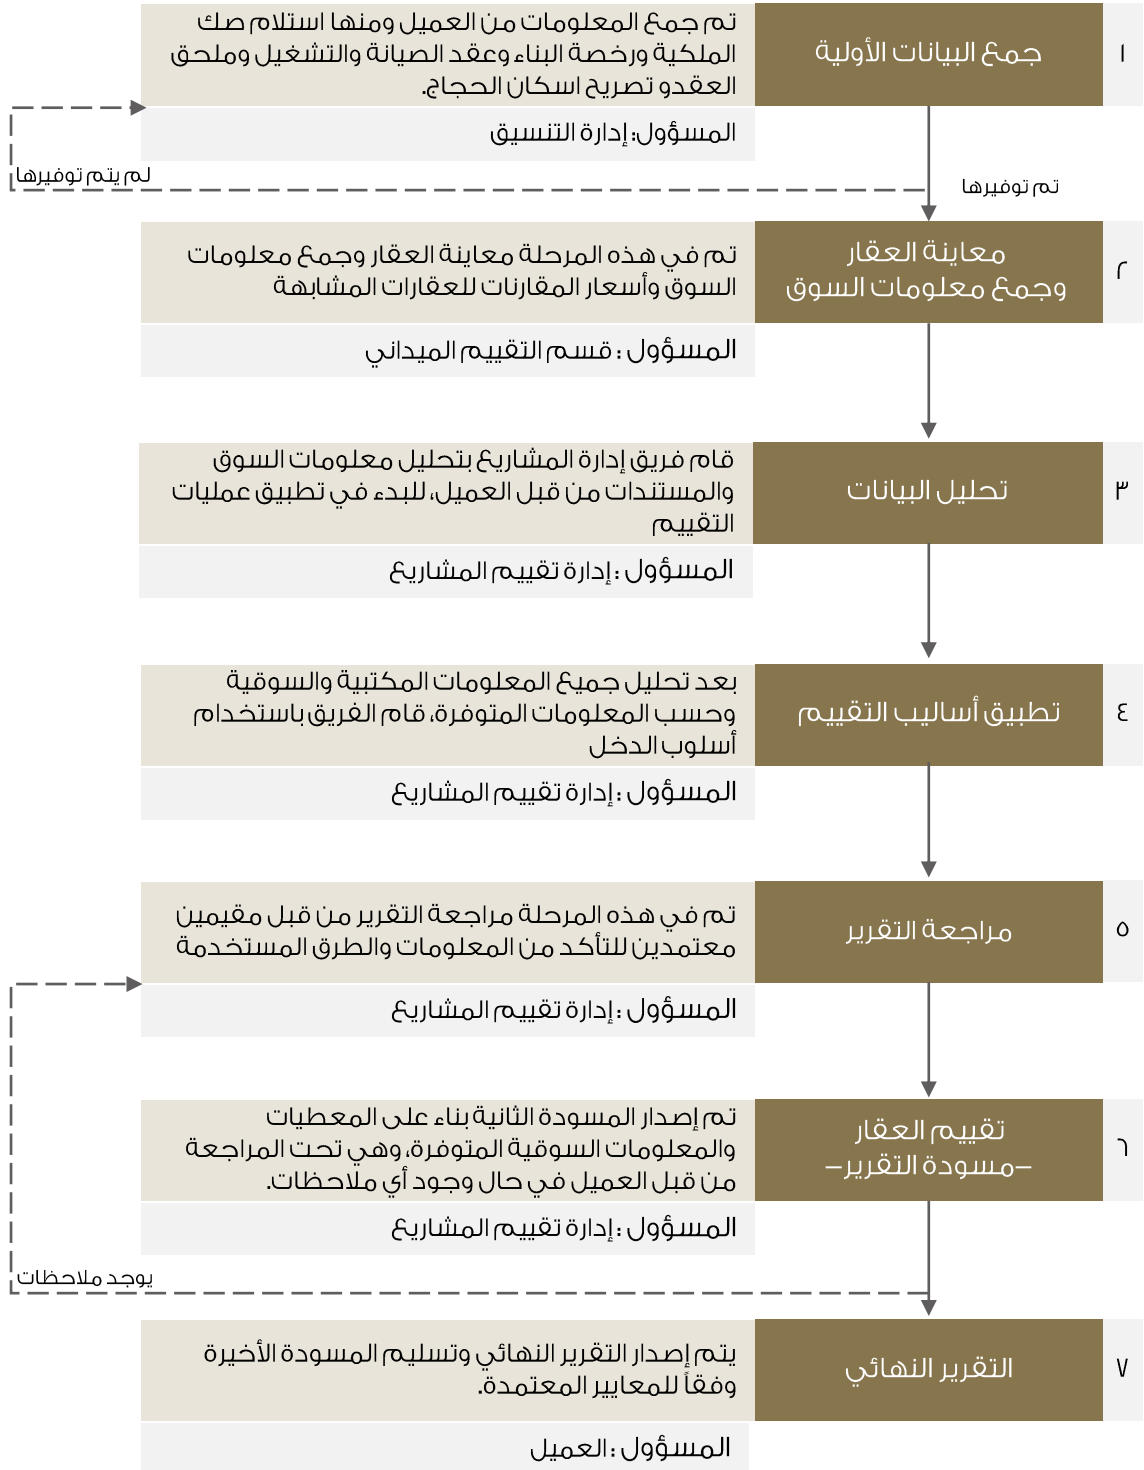 ١
جمع البيانات الأولية
تم جمع المعلومات من العميل ومنها استلام صك
الملكية ورخصة البناء وعقد الصيانة والتشغيل وملحق
العقدو تصريح اسكان الحجاج.
المسؤول: إدارة التنسيق
تم توفيرها
لم يتم توفيرها
٢
معاينة العقار
وجمع معلومات السوق
تم في هذه المرحلة معاينة العقار وجمع معلومات
السوق وأسعار المقارنات للعقارات المشابهة
المسؤول : قسم التقييم الميداني
٣
تحليل البيانات
قام فريق إدارة المشاريع بتحليل معلومات السوق
والمستندات من قبل العميل، للبدء في تطبيق عمليات
التقييم
المسؤول : إدارة تقييم المشاريع
٤
تطبيق أساليب التقييم
بعد تحليل جميع المعلومات المكتبية والسوقية
وحسب المعلومات المتوفرة، قام الفريق باستخدام
أسلوب الدخل
المسؤول : إدارة تقييم المشاريع
٥
مراجعة التقرير
تم في هذه المرحلة مراجعة التقرير من قبل مقيمين
معتمدين للتأكد من المعلومات والطرق المستخدمة
المسؤول : إدارة تقييم المشاريع
٦
تقييم العقار
–مسودة التقرير–
تم إصدار المسودة الثانية بناء على المعطيات
والمعلومات السوقية المتوفرة، وهي تحت المراجعة
من قبل العميل في حال وجود أي ملاحظات.
المسؤول : إدارة تقييم المشاريع
يوجد ملاحظات
٧
التقرير النهائي
يتم إصدار التقرير النهائي وتسليم المسودة الأخيرة
وفقاً للمعايير المعتمدة.
المسؤول : العميل